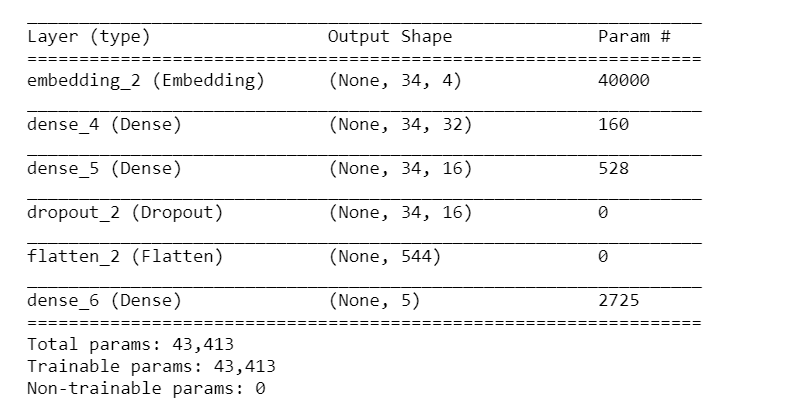 Layer (type) Output Shape Param #
embedding_2 (Embedding) (None, 34, 4) 40000
dense_4 (Dense) (None, 34, 32) 160
dense_5 (Dense) (None, 34, 16) 528
dropout_2 (Dropout) (None, 34, 16) 0
flatten_2 (Flatten) (None, 544) 0
dense_6 (Dense) (None, 5) 2725
Total params: 43,413
Trainable params: 43,413
Non-trainable params: 0